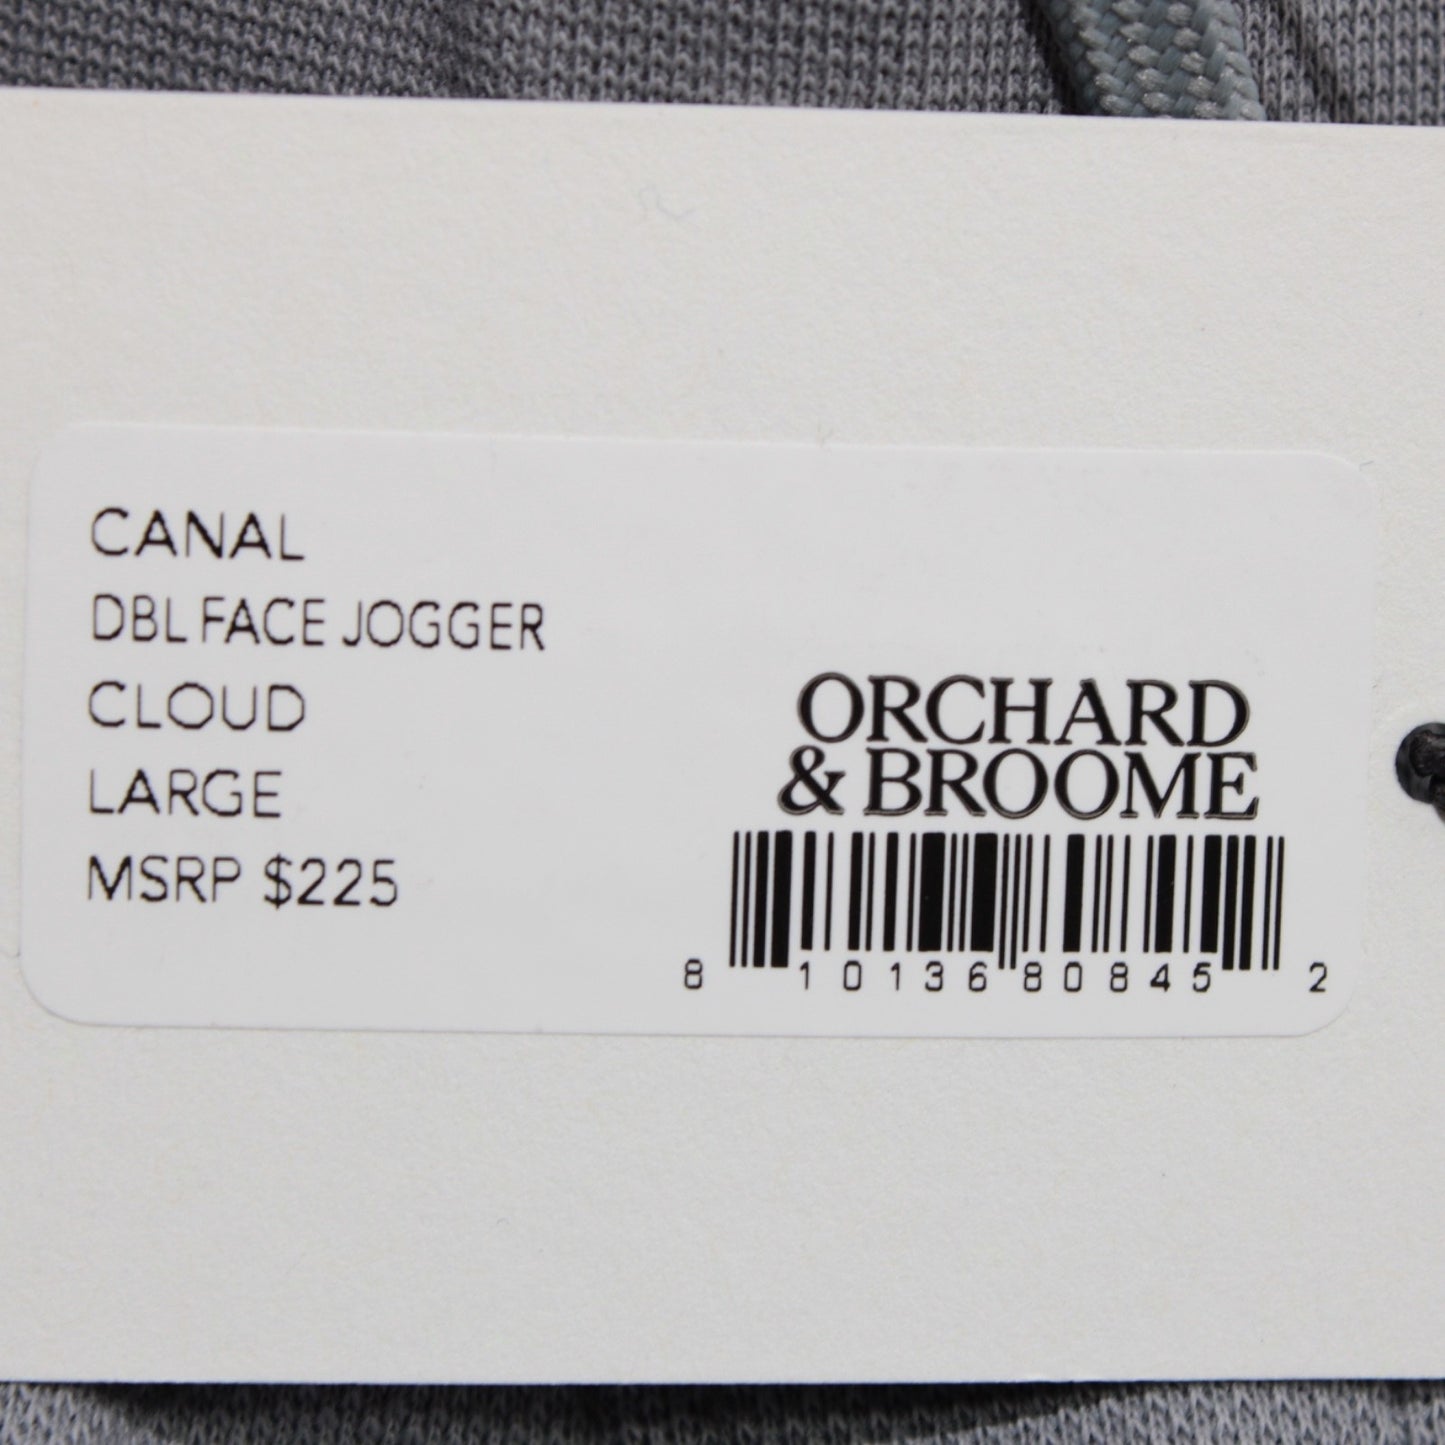 CANAL
DBL FACE JOGGER
CLOUD
LARGE
MSRP $225
ORCHARD
& BROOME
8 10136 80845 2